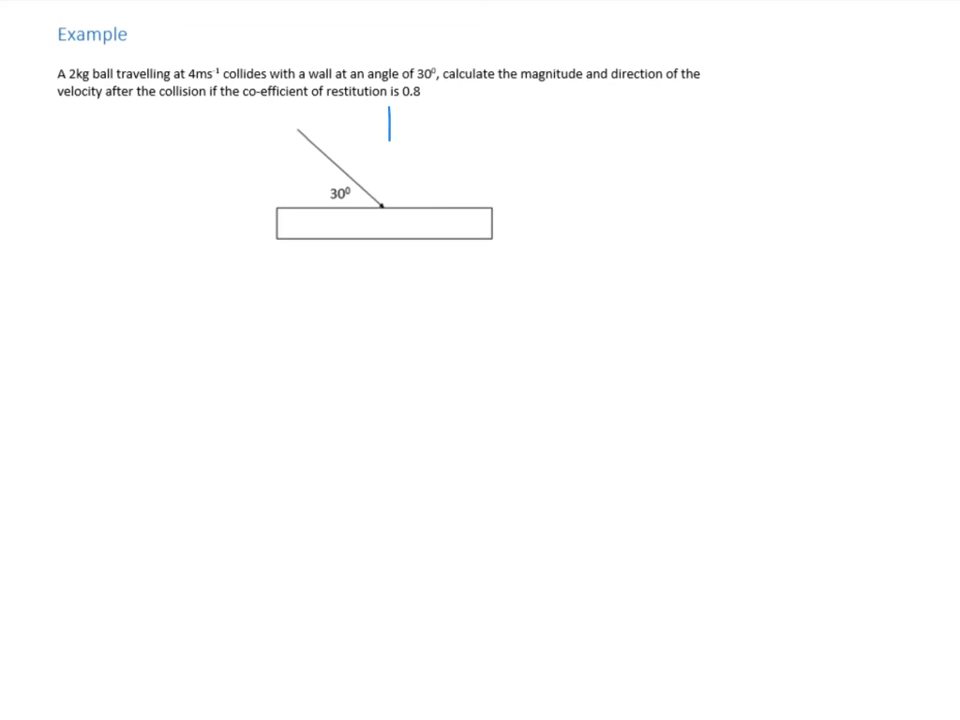 Example
A 2kg ball travelling at 4ms⁻¹ collides with a wall at an angle of 30⁰, calculate the magnitude and direction of the
velocity after the collision if the co-efficient of restitution is 0.8
30⁰